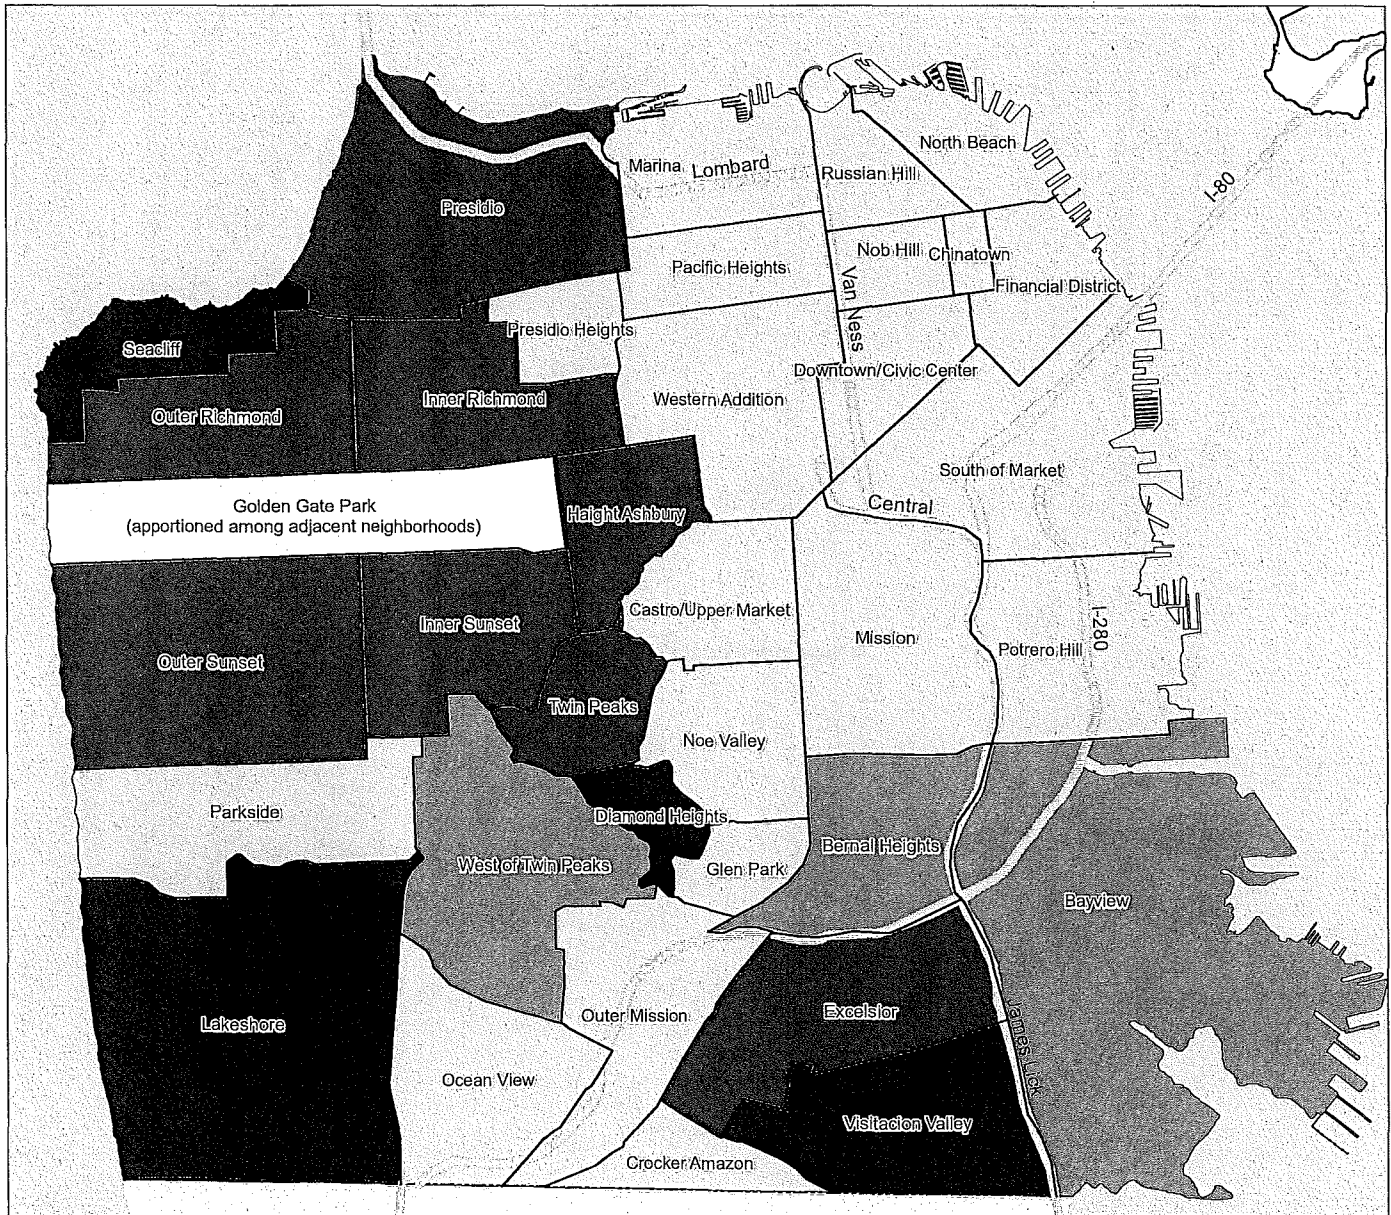 North Beach
Marina
Lombard
Russian Hill
I-80
Presidio
Nob Hill
Chinatown
Pacific Heights
Van Ness
Financial District
Presidio Heights
Seacliff
Downtown/Civic Center
Inner Richmond
Western Addition
Outer Richmond
South of Market
Golden Gate Park
(apportioned among adjacent neighborhoods)
Haight Ashbury
Central
Castro/Upper Market
Inner Sunset
I-280
Mission
Potrero Hill
Outer Sunset
Twin Peaks
Noe Valley
Parkside
Diamond Heights
Bernal Heights
West of Twin Peaks
Glen Park
Bayview
Excelsior
Outer Mission
Lakeshore
James Lick
Ocean View
Visitacion Valley
Crocker Amazon